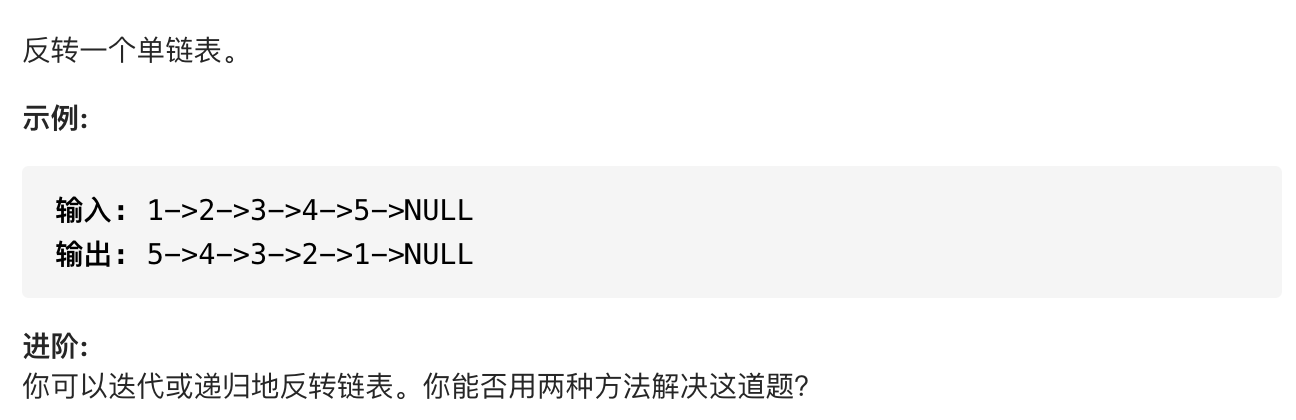 反转一个单链表。
示例:
输入: 1->2->3->4->5->NULL
输出: 5->4->3->2->1->NULL
进阶:
你可以迭代或递归地反转链表。你能否用两种方法解决这道题?